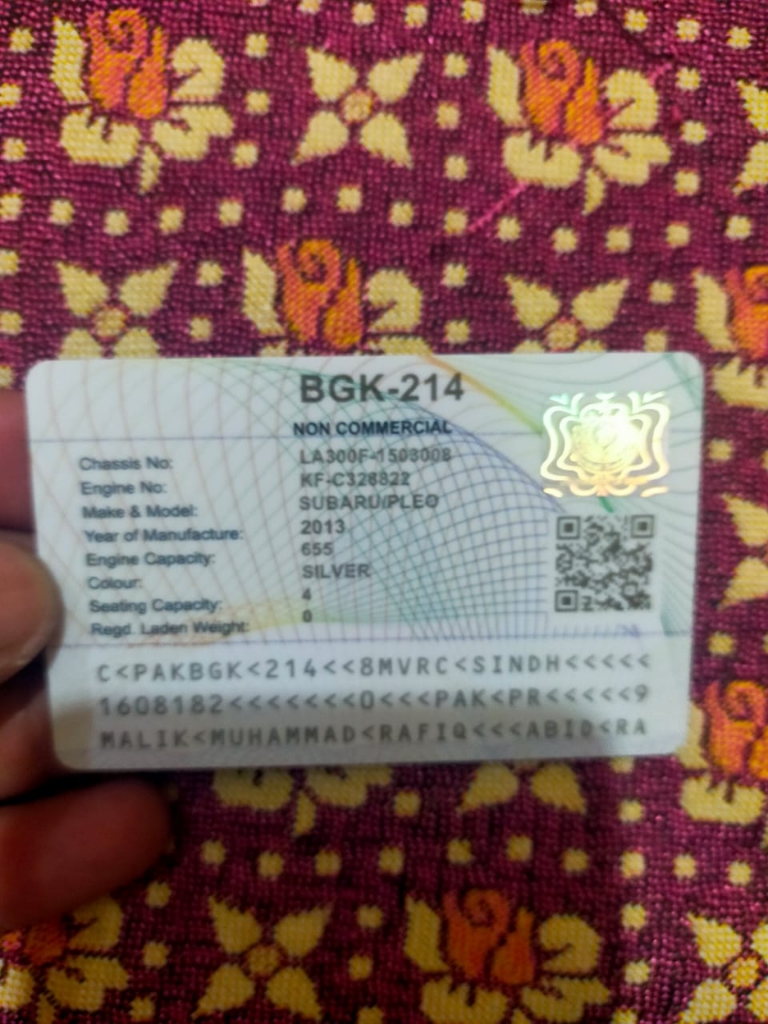 BGK-214
NON COMMERCIAL
Chassis No: LA300F-1508008
Engine No: KF-C328822
Make & Model: SUBARU/PLEO
Year of Manufacture: 2013
Engine Capacity: 655
Colour: SILVER
Seating Capacity: 4
Regd. Laden Weight: 0
C<PAKBGK<214<<8MVRC<SINDH<<<<<
1608182<<<<<<<0<<<PAK<PR<<<<<9
MALIK<MUHAMMAD<RAFIQ<<<ABID<RA